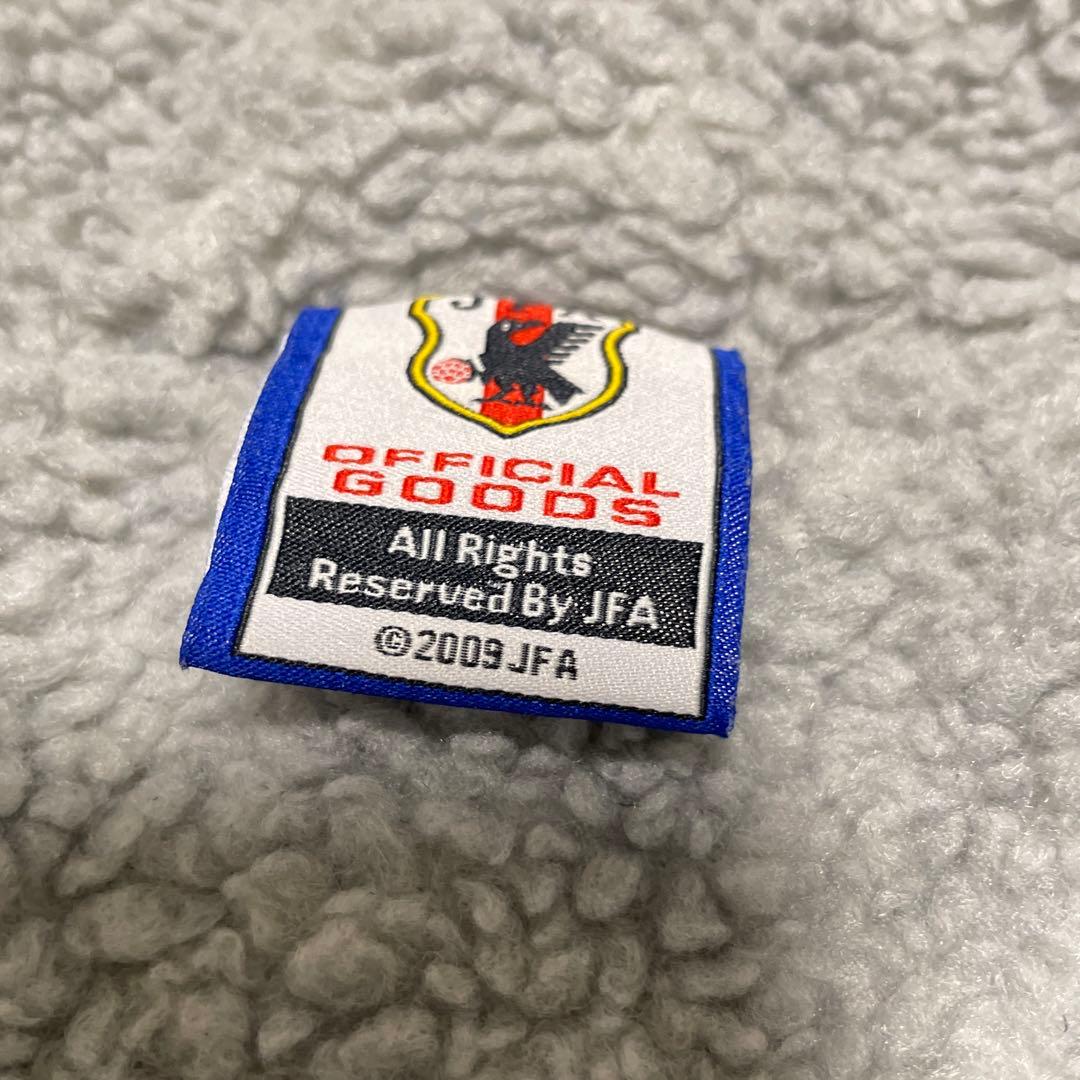 OFFICIAL
GOODS
All Rights
Reserved By JFA
©2009 JFA